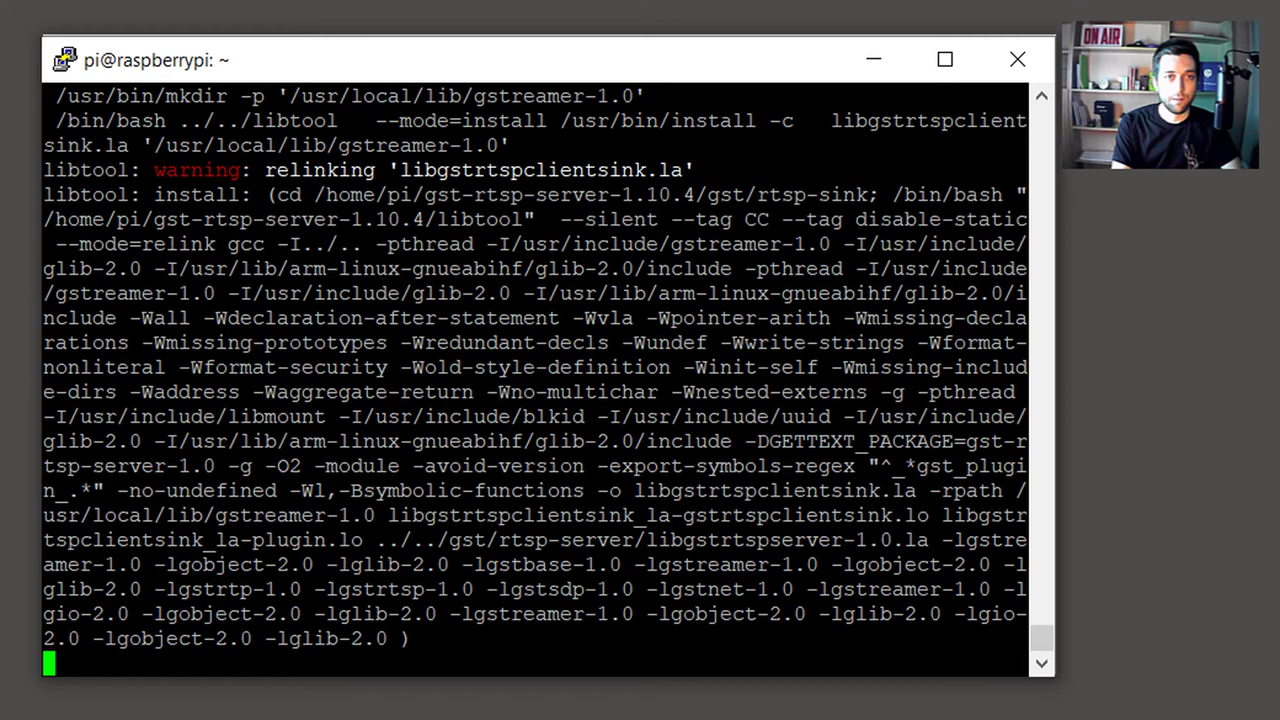 pi@raspberrypi: ~
ON AIR
/usr/bin/mkdir -p '/usr/local/lib/gstreamer-1.0'
/bin/bash ../../libtool --mode=install /usr/bin/install -c libgstrtspclient
sink.la '/usr/local/lib/gstreamer-1.0'
libtool: warning: relinking 'libgstrtspclientsink.la'
libtool: install: (cd /home/pi/gst-rtsp-server-1.10.4/gst/rtsp-sink; /bin/bash "
/home/pi/gst-rtsp-server-1.10.4/libtool" --silent --tag CC --tag disable-static
--mode=relink gcc -I../.. -pthread -I/usr/include/gstreamer-1.0 -I/usr/include/
glib-2.0 -I/usr/lib/arm-linux-gnueabihf/glib-2.0/include -pthread -I/usr/include
/gstreamer-1.0 -I/usr/include/glib-2.0 -I/usr/lib/arm-linux-gnueabihf/glib-2.0/i
nclude -Wall -Wdeclaration-after-statement -Wvla -Wpointer-arith -Wmissing-decla
rations -Wmissing-prototypes -Wredundant-decls -Wundef -Wwrite-strings -Wformat-
nonliteral -Wformat-security -Wold-style-definition -Winit-self -Wmissing-includ
e-dirs -Waddress -Waggregate-return -Wno-multichar -Wnested-externs -g -pthread
-I/usr/include/libmount -I/usr/include/blkid -I/usr/include/uuid -I/usr/include/
glib-2.0 -I/usr/lib/arm-linux-gnueabihf/glib-2.0/include -DGETTEXT_PACKAGE=gst-r
tsp-server-1.0 -g -O2 -module -avoid-version -export-symbols-regex "^_*gst_plugi
n_.*" -no-undefined -Wl,-Bsymbolic-functions -o libgstrtspclientsink.la -rpath /
usr/local/lib/gstreamer-1.0 libgstrtspclientsink_la-gstrtspclientsink.lo libgstr
tspclientsink_la-plugin.lo ../../gst/rtsp-server/libgstrtspserver-1.0.la -lgstre
amer-1.0 -lgobject-2.0 -lglib-2.0 -lgstbase-1.0 -lgstreamer-1.0 -lgobject-2.0 -l
glib-2.0 -lgstrtp-1.0 -lgstrtsp-1.0 -lgstsdp-1.0 -lgstnet-1.0 -lgstreamer-1.0 -l
gio-2.0 -lgobject-2.0 -lglib-2.0 -lgstreamer-1.0 -lgobject-2.0 -lglib-2.0 -lgio-
2.0 -lgobject-2.0 -lglib-2.0 )